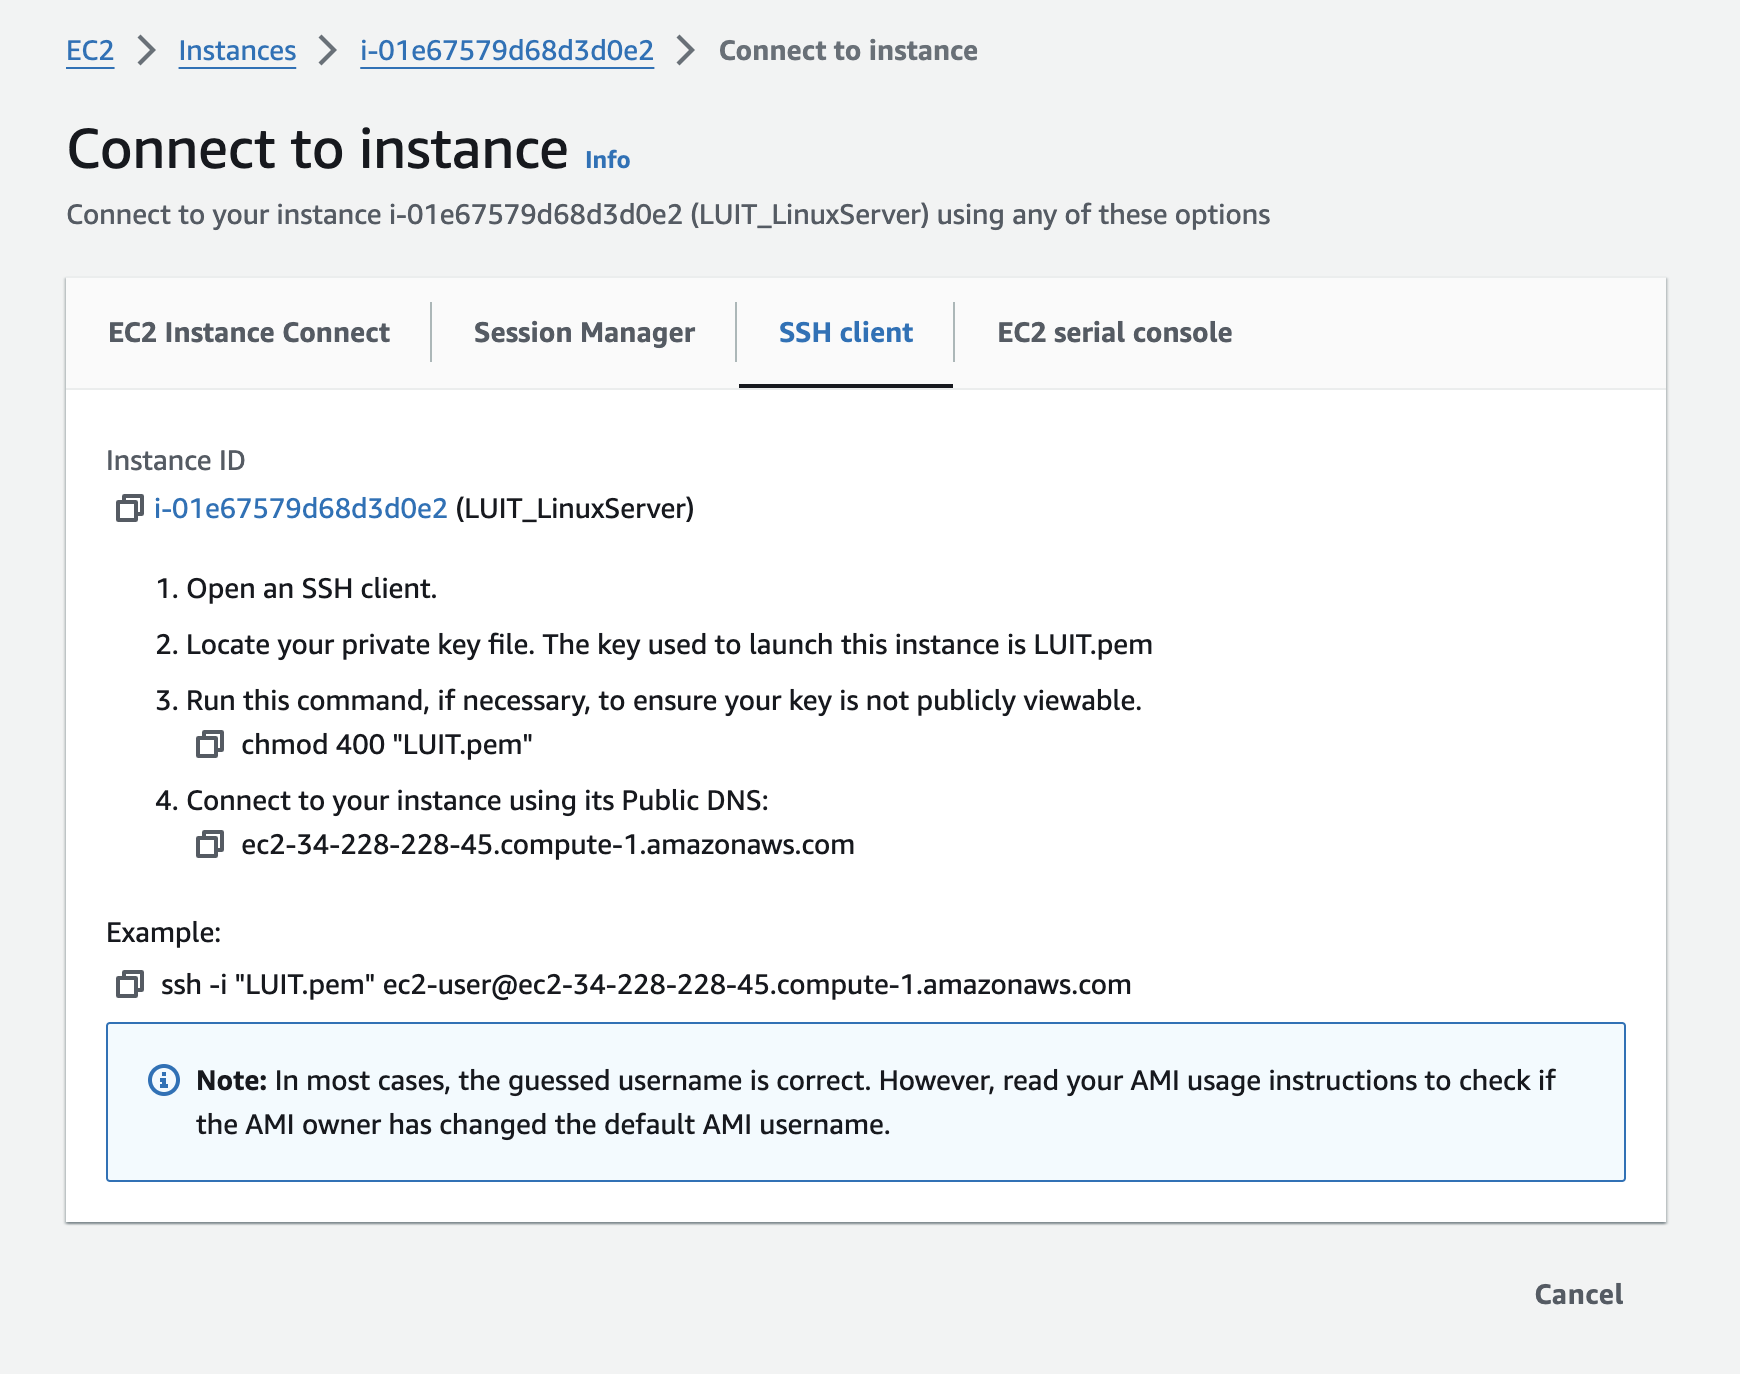 EC2 > Instances > i-01e67579d68d3d0e2 > Connect to instance
Connect to instance Info
Connect to your instance i-01e67579d68d3d0e2 (LUIT_LinuxServer) using any of these options
EC2 Instance Connect Session Manager SSH client EC2 serial console
Instance ID
i-01e67579d68d3d0e2 (LUIT_LinuxServer)
1. Open an SSH client.
2. Locate your private key file. The key used to launch this instance is LUIT.pem
3. Run this command, if necessary, to ensure your key is not publicly viewable.
chmod 400 "LUIT.pem"
4. Connect to your instance using its Public DNS:
ec2-34-228-228-45.compute-1.amazonaws.com
Example:
ssh -i "LUIT.pem" ec2-user@ec2-34-228-228-45.compute-1.amazonaws.com
Note: In most cases, the guessed username is correct. However, read your AMI usage instructions to check if
the AMI owner has changed the default AMI username.
Cancel